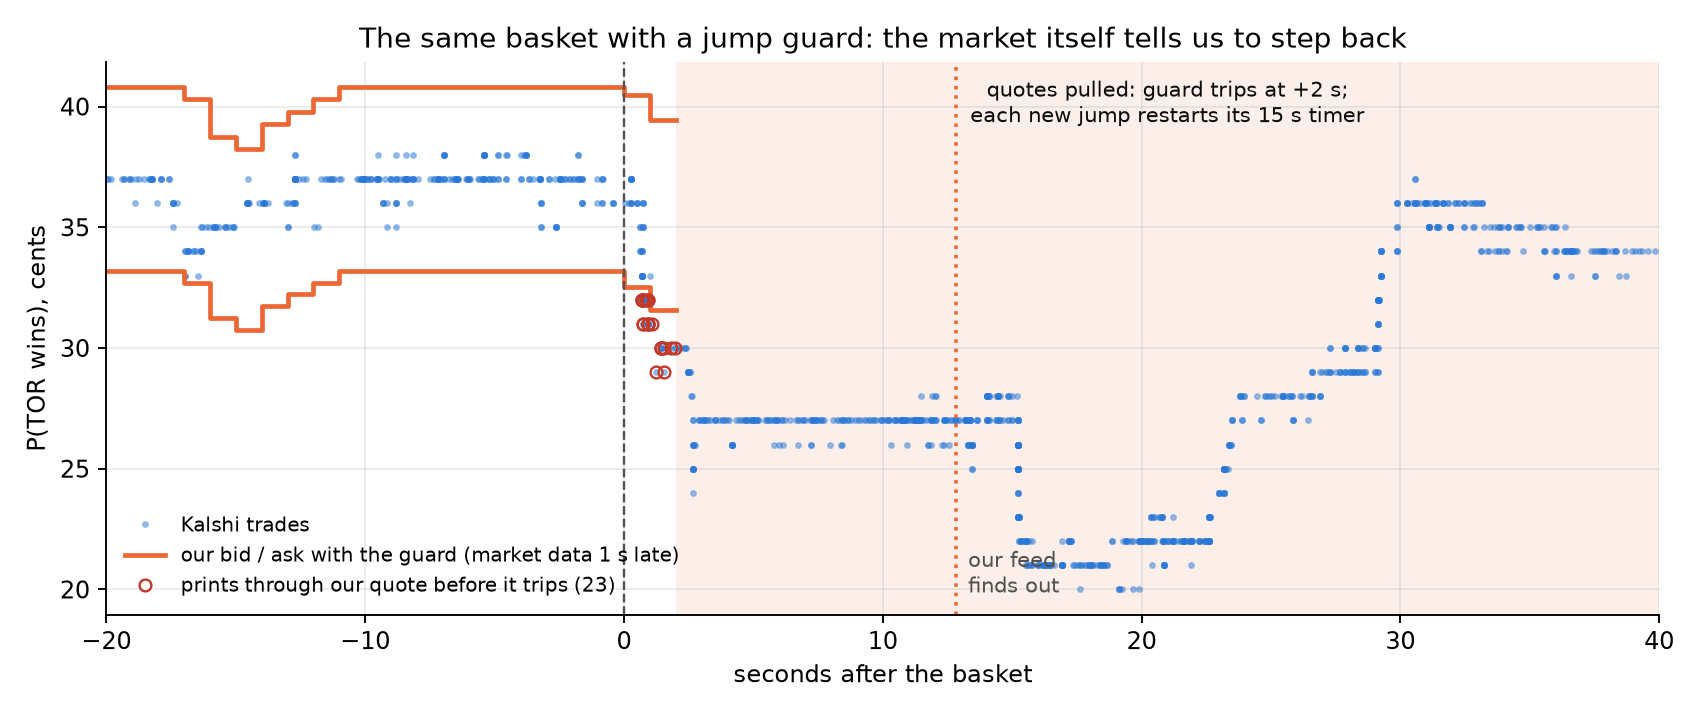 The same basket with a jump guard: the market itself tells us to step back
quotes pulled: guard trips at +2 s;
each new jump restarts its 15 s timer
P(TOR wins), cents
40
35
30
25
20
Kalshi trades
our bid / ask with the guard (market data 1 s late)
prints through our quote before it trips (23)
our feed
finds out
−20
−10
0
10
20
30
40
seconds after the basket